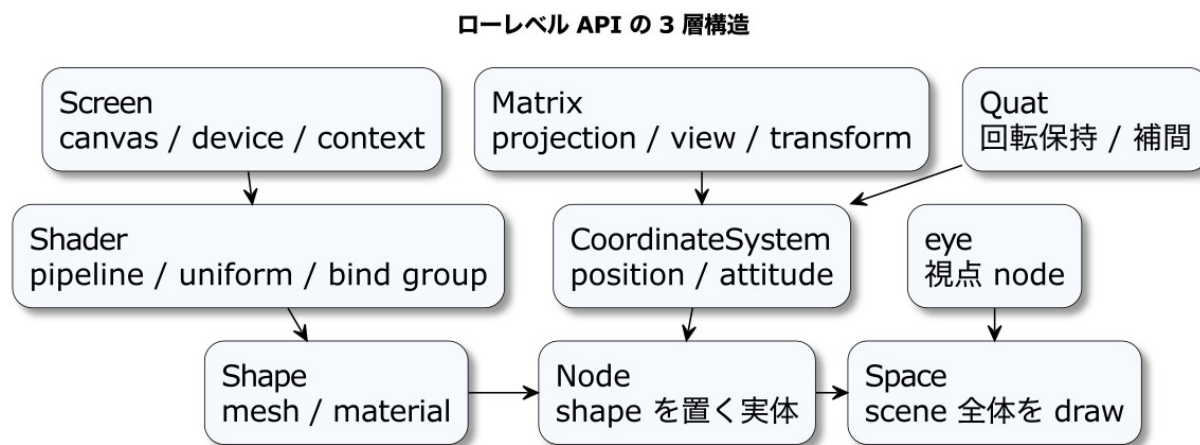 ローレベル API の 3 層構造
Screen
canvas / device / context
Matrix
projection / view / transform
Quat
回転保持 / 補間
Shader
pipeline / uniform / bind group
CoordinateSystem
position / attitude
eye
視点 node
Shape
mesh / material
Node
shape を置く実体
Space
scene 全体を draw